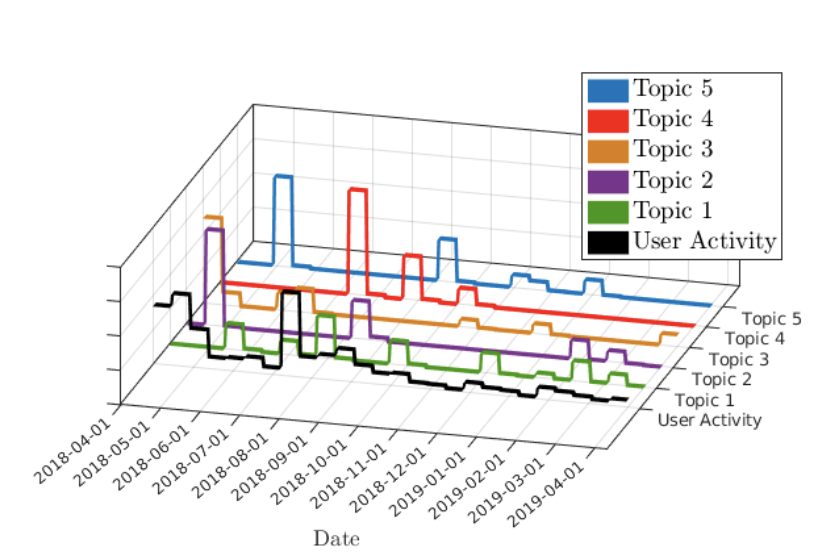 Topic 5
Topic 4
Topic 3
Topic 2
Topic 1
User Activity
Topic 5
Topic 4
Topic 3
Topic 2
Topic 1
User Activity
2018-04-01
2018-05-01
2018-06-01
2018-07-01
2018-08-01
2018-09-01
2018-10-01
2018-11-01
2018-12-01
2019-01-01
2019-02-01
2019-03-01
2019-04-01
Date